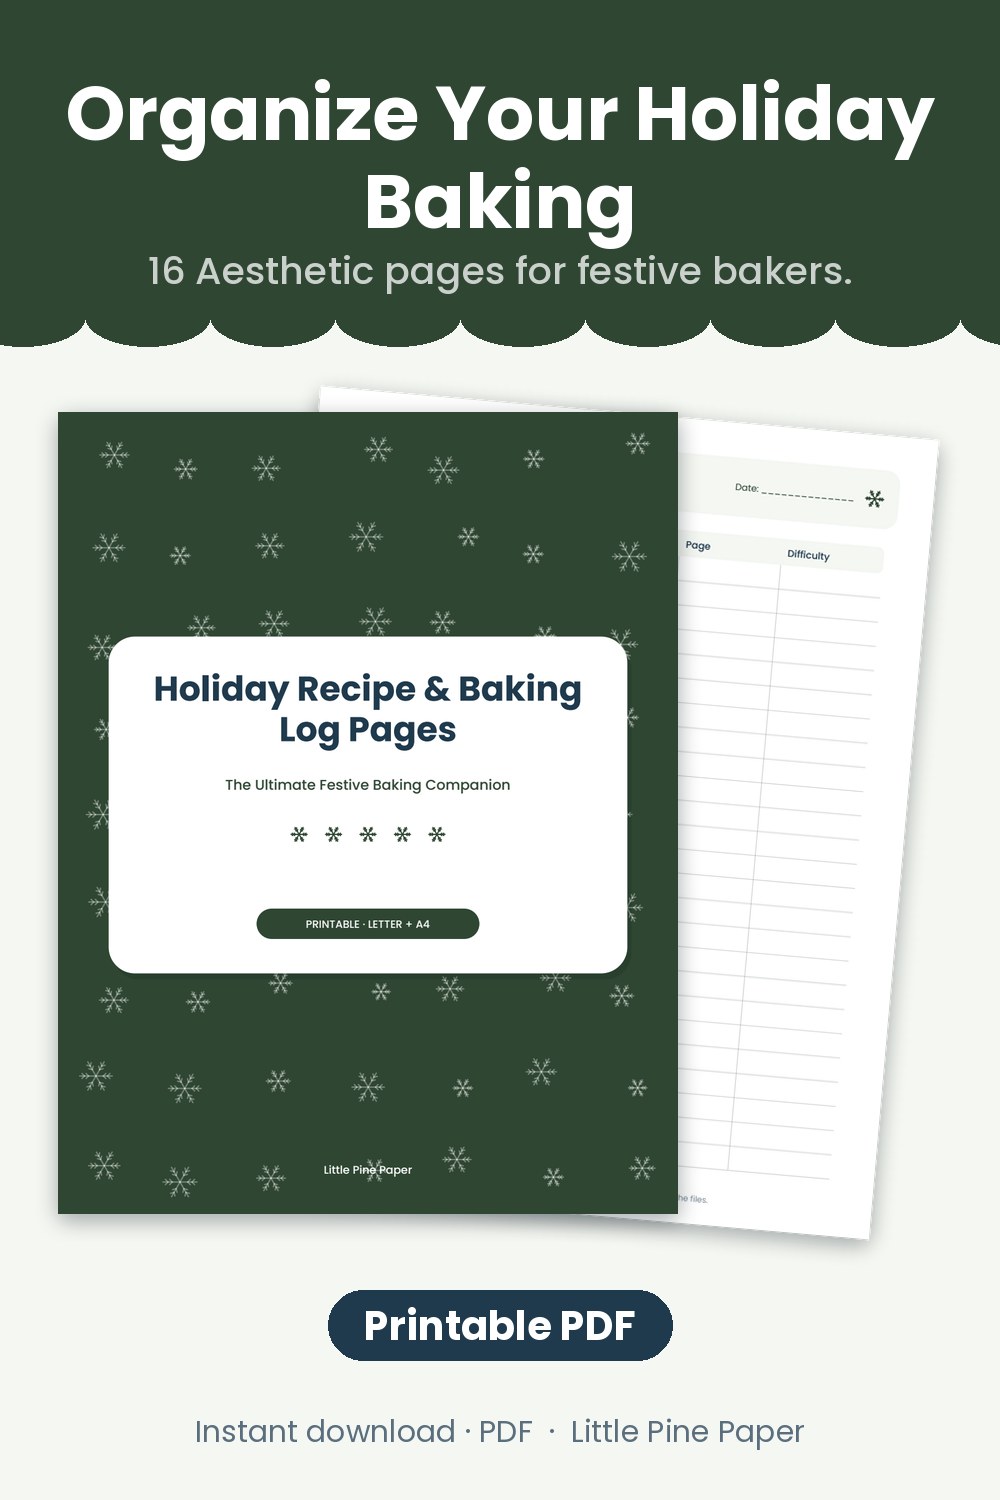 Organize Your Holiday
Baking
16 Aesthetic pages for festive bakers.
Date: _ _ _ _ _ _ _ _ _ _ _ _ _ _
Page Difficulty
Holiday Recipe & Baking
Log Pages
The Ultimate Festive Baking Companion
PRINTABLE · LETTER + A4
Little Pine Paper
files.
Printable PDF
Instant download · PDF · Little Pine Paper